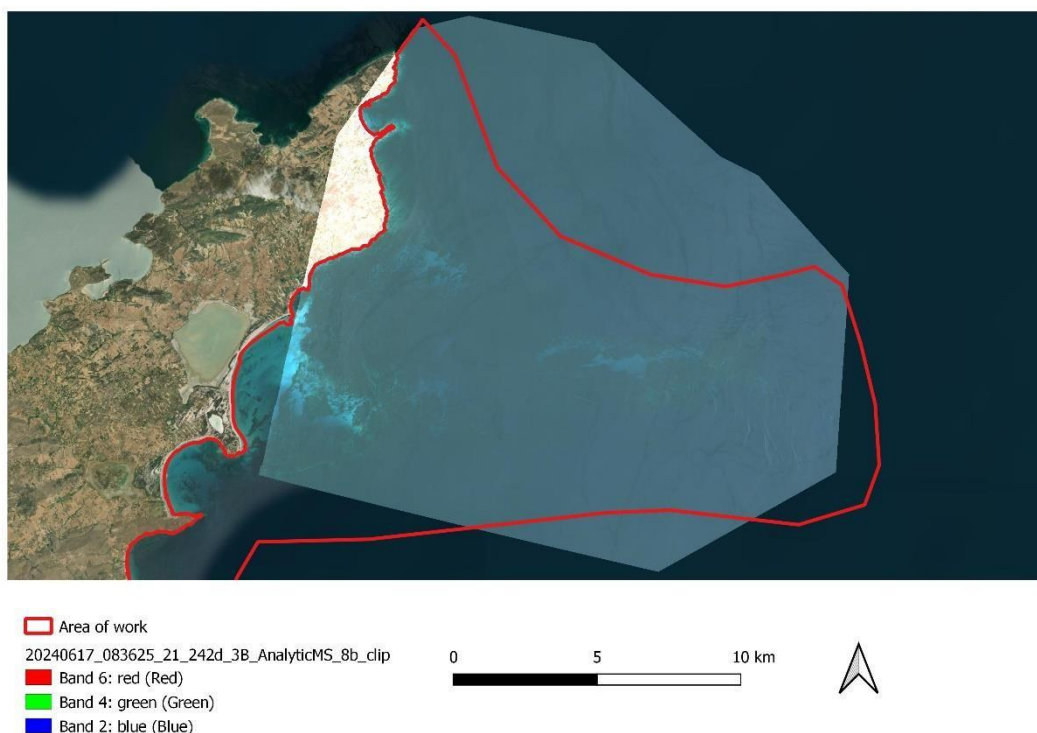 Area of work
20240617_083625_21_242d_3B_AnalyticMS_8b_clip
Band 6: red (Red)
Band 4: green (Green)
Band 2: blue (Blue)
0 5 10 km